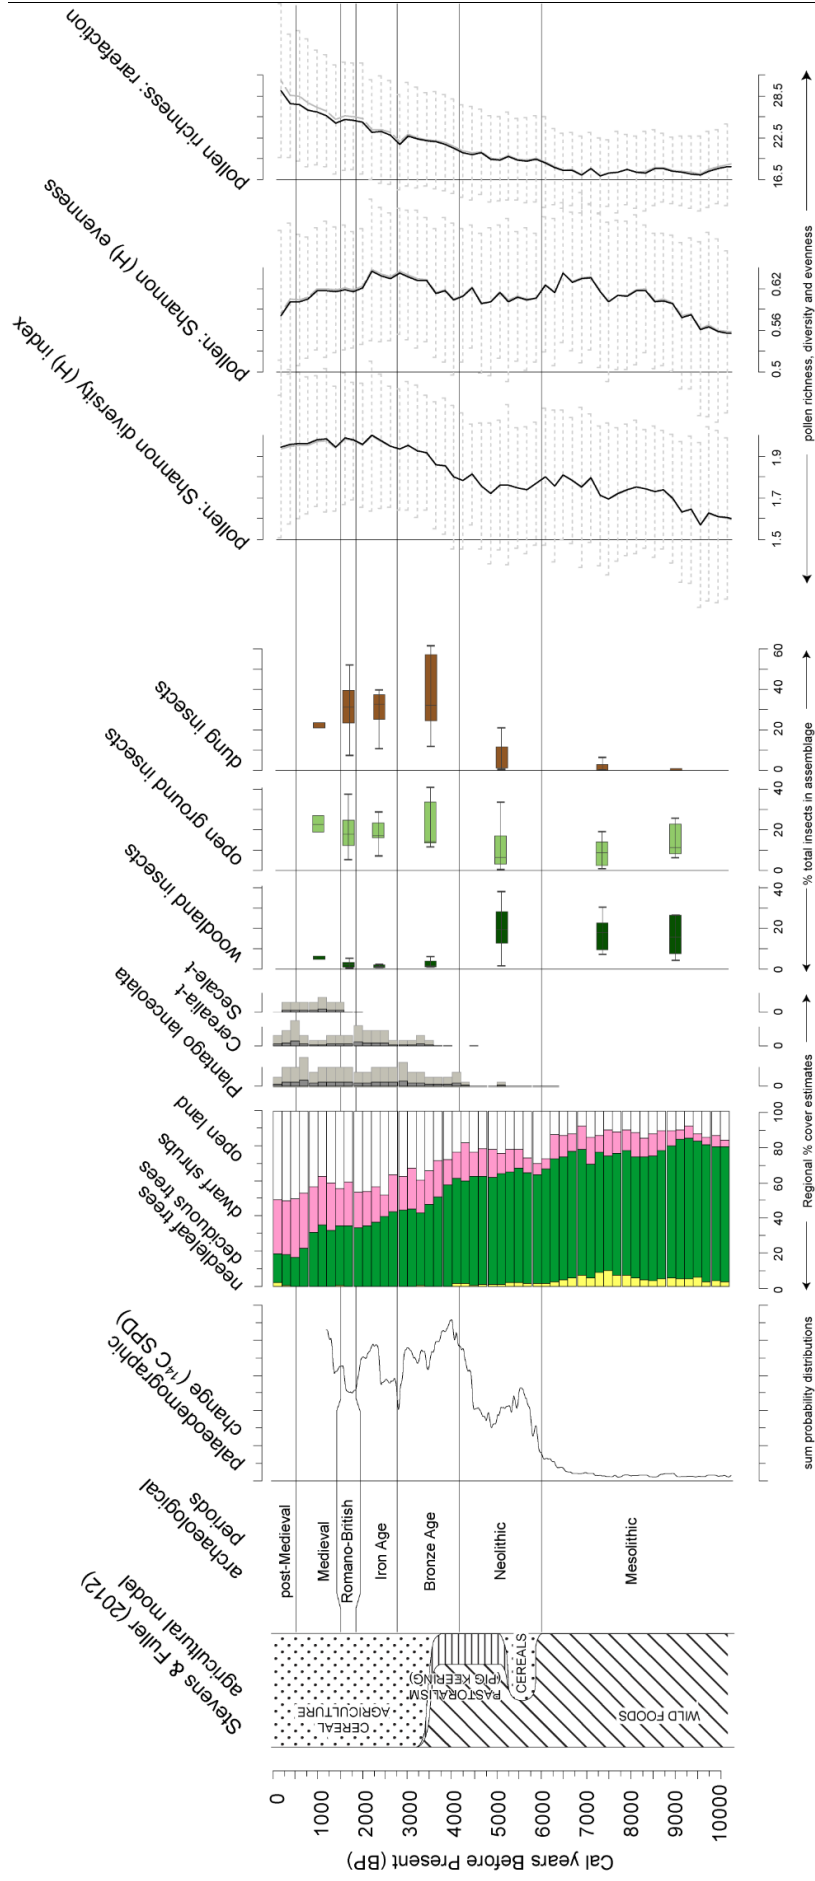 Cal years Before Present (BP)
0
1000
2000
3000
4000
5000
6000
7000
8000
9000
10000
Stevens & Fuller (2012)
agricultural model
CEREAL
AGRICULTURE
PASTORALISM
(PIG KEERING)
CEREALS
WILD FOODS
archaeological
periods
post-Medieval
Medieval
Romano-British
Iron Age
Bronze Age
Neolithic
Mesolithic
palaeodemographic
change (¹⁴C SPD)
sum probability distributions
needleleaf trees
deciduous trees
dwarf shrubs
open land
0
20
40
60
80
100
Plantago lanceolata
0
Cerealia-t
0
Secale-t
0
Regional % cover estimates
woodland insects
0
20
40
open ground insects
0
20
40
dung insects
0
20
40
60
% total insects in assemblage
pollen: Shannon diversity (H) index
1.5
1.7
1.9
pollen: Shannon (H) evenness
0.5
0.56
0.62
pollen richness: rarefaction
16.5
22.5
28.5
pollen richness, diversity and evenness